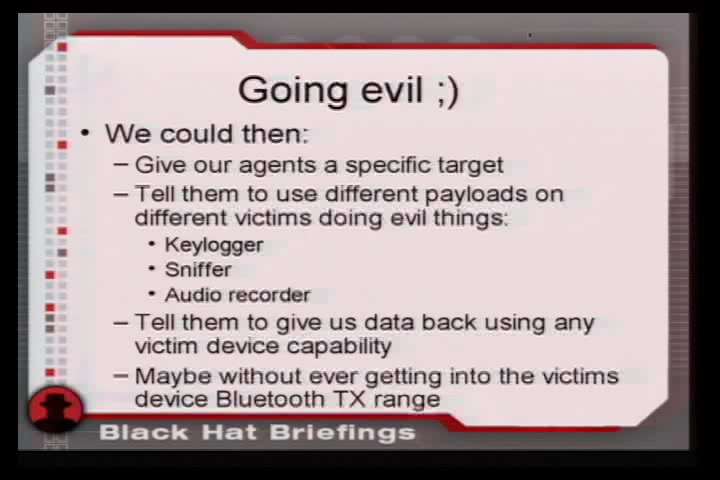 Going evil ;)
• We could then:
– Give our agents a specific target
– Tell them to use different payloads on
different victims doing evil things:
• Keylogger
• Sniffer
• Audio recorder
– Tell them to give us data back using any
victim device capability
– Maybe without ever getting into the victims
device Bluetooth TX range
Black Hat Briefings